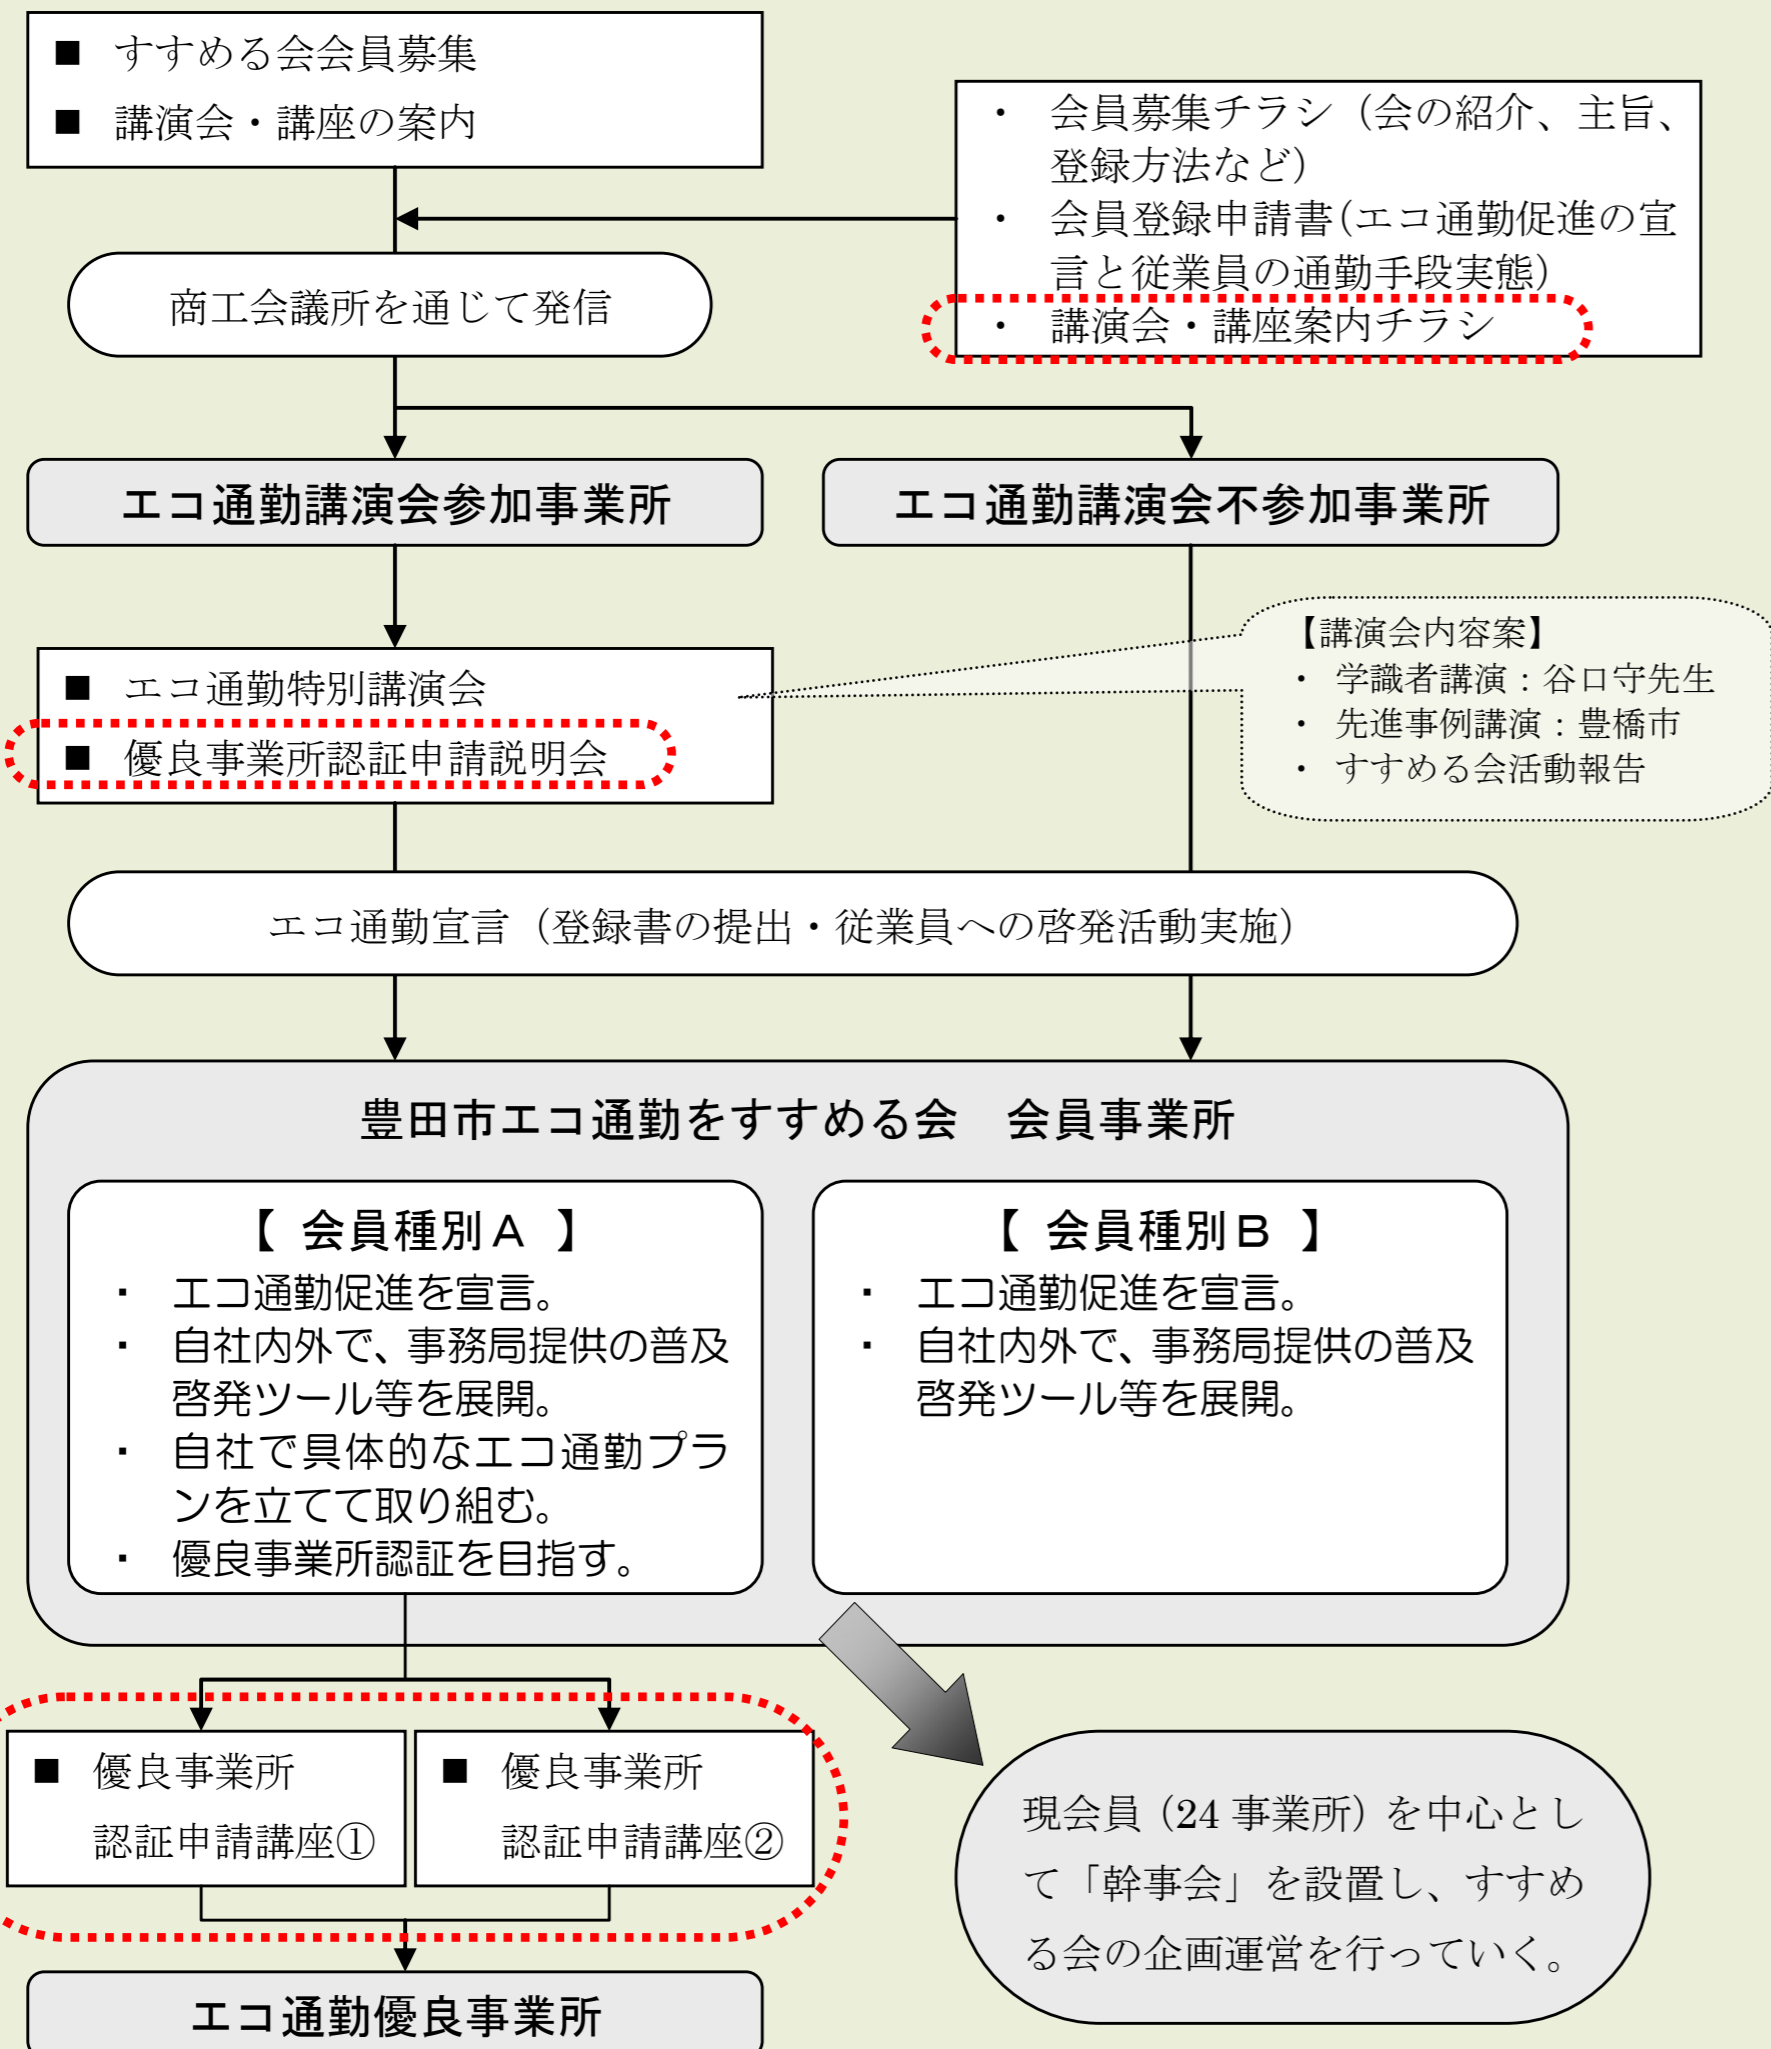 ■ すすめる会会員募集
■ 講演会・講座の案内
・ 会員募集チラシ（会の紹介、主旨、
登録方法など）
・ 会員登録申請書（エコ通勤促進の宣
言と従業員の通勤手段実態）
・ 講演会・講座案内チラシ
商工会議所を通じて発信
エコ通勤講演会参加事業所
エコ通勤講演会不参加事業所
■ エコ通勤特別講演会
■ 優良事業所認証申請説明会
【講演会内容案】
・ 学識者講演：谷口守先生
・ 先進事例講演：豊橋市
・ すすめる会活動報告
エコ通勤宣言（登録書の提出・従業員への啓発活動実施）
豊田市エコ通勤をすすめる会　会員事業所
【 会員種別Ａ 】
・ エコ通勤促進を宣言。
・ 自社内外で、事務局提供の普及
啓発ツール等を展開。
・ 自社で具体的なエコ通勤プラ
ンを立てて取り組む。
・ 優良事業所認証を目指す。
【 会員種別Ｂ 】
・ エコ通勤促進を宣言。
・ 自社内外で、事務局提供の普及
啓発ツール等を展開。
■ 優良事業所
認証申請講座①
■ 優良事業所
認証申請講座②
現会員（24 事業所）を中心とし
て「幹事会」を設置し、すすめ
る会の企画運営を行っていく。
エコ通勤優良事業所